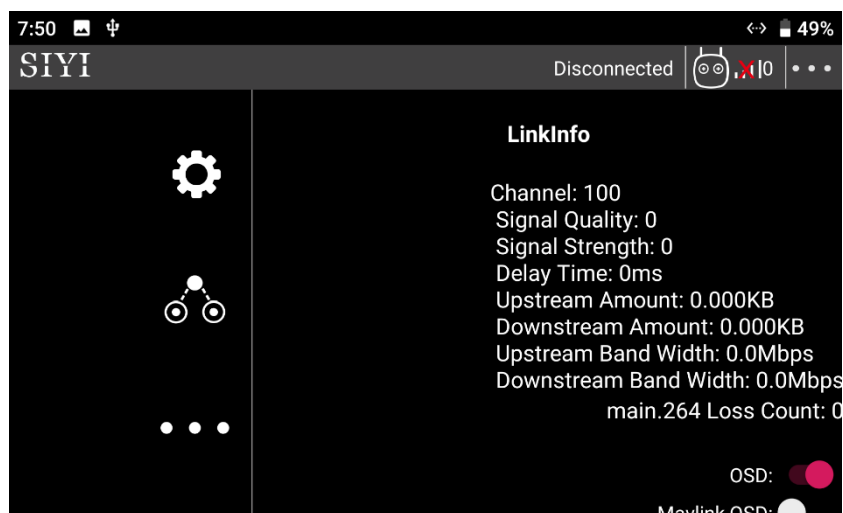 7:50
49%
SIYI
Disconnected
0
LinkInfo
Channel: 100
Signal Quality: 0
Signal Strength: 0
Delay Time: 0ms
Upstream Amount: 0.000KB
Downstream Amount: 0.000KB
Upstream Band Width: 0.0Mbps
Downstream Band Width: 0.0Mbps
main.264 Loss Count: 0
OSD:
Mavlink OSD: